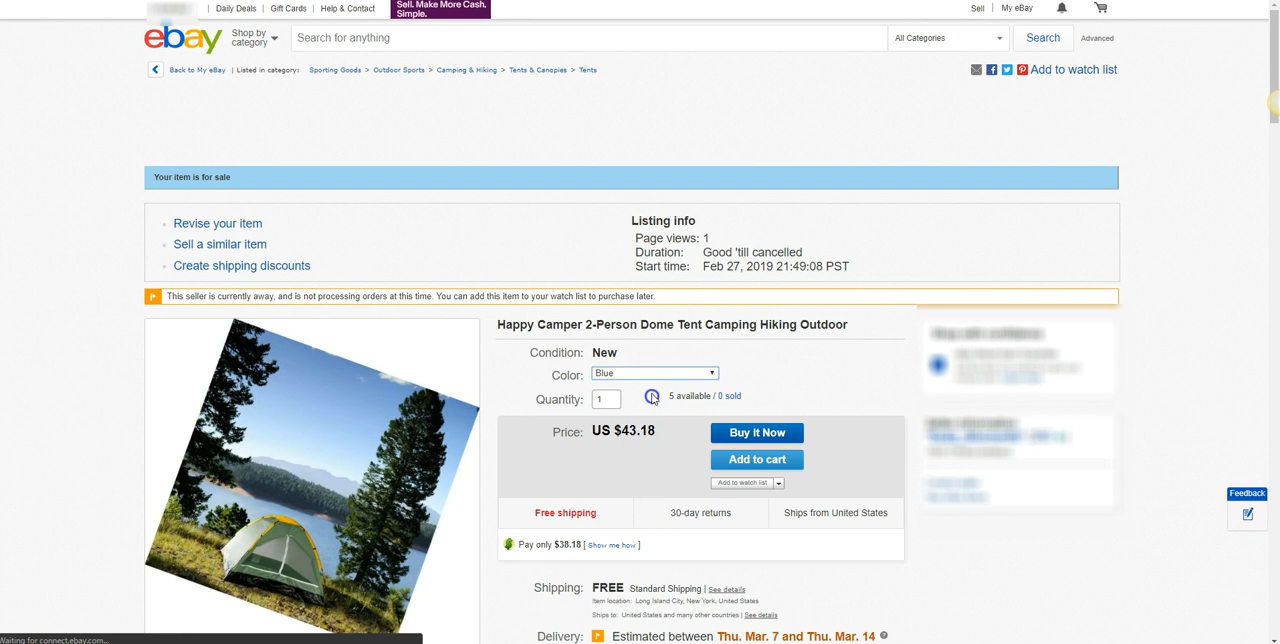 Daily Deals | Gift Cards | Help & Contact
Sell. Make More Cash.
Simple.
Sell | My eBay
ebay
Shop by
category
Search for anything
All Categories
Search
Advanced
Back to My eBay | Listed in category: Sporting Goods > Outdoor Sports > Camping & Hiking > Tents & Canopies > Tents
Add to watch list
Your item is for sale
Revise your item
Sell a similar item
Create shipping discounts
Listing info
Page views: 1
Duration: Good 'till cancelled
Start time: Feb 27, 2019 21:49:08 PST
This seller is currently away, and is not processing orders at this time. You can add this item to your watch list to purchase later.
Happy Camper 2-Person Dome Tent Camping Hiking Outdoor
Condition: New
Color: Blue
Quantity: 1 5 available / 0 sold
Price: US $43.18
Buy It Now
Add to cart
Add to watch list
Free shipping 30-day returns Ships from United States
Pay only $38.18 [ Show me how ]
Shipping: FREE Standard Shipping | See details
Item location: Long Island City, New York, United States
Ships to: United States and many other countries | See details
Delivery: Estimated between Thu. Mar. 7 and Thu. Mar. 14
Feedback
Waiting for connect.ebay.com...